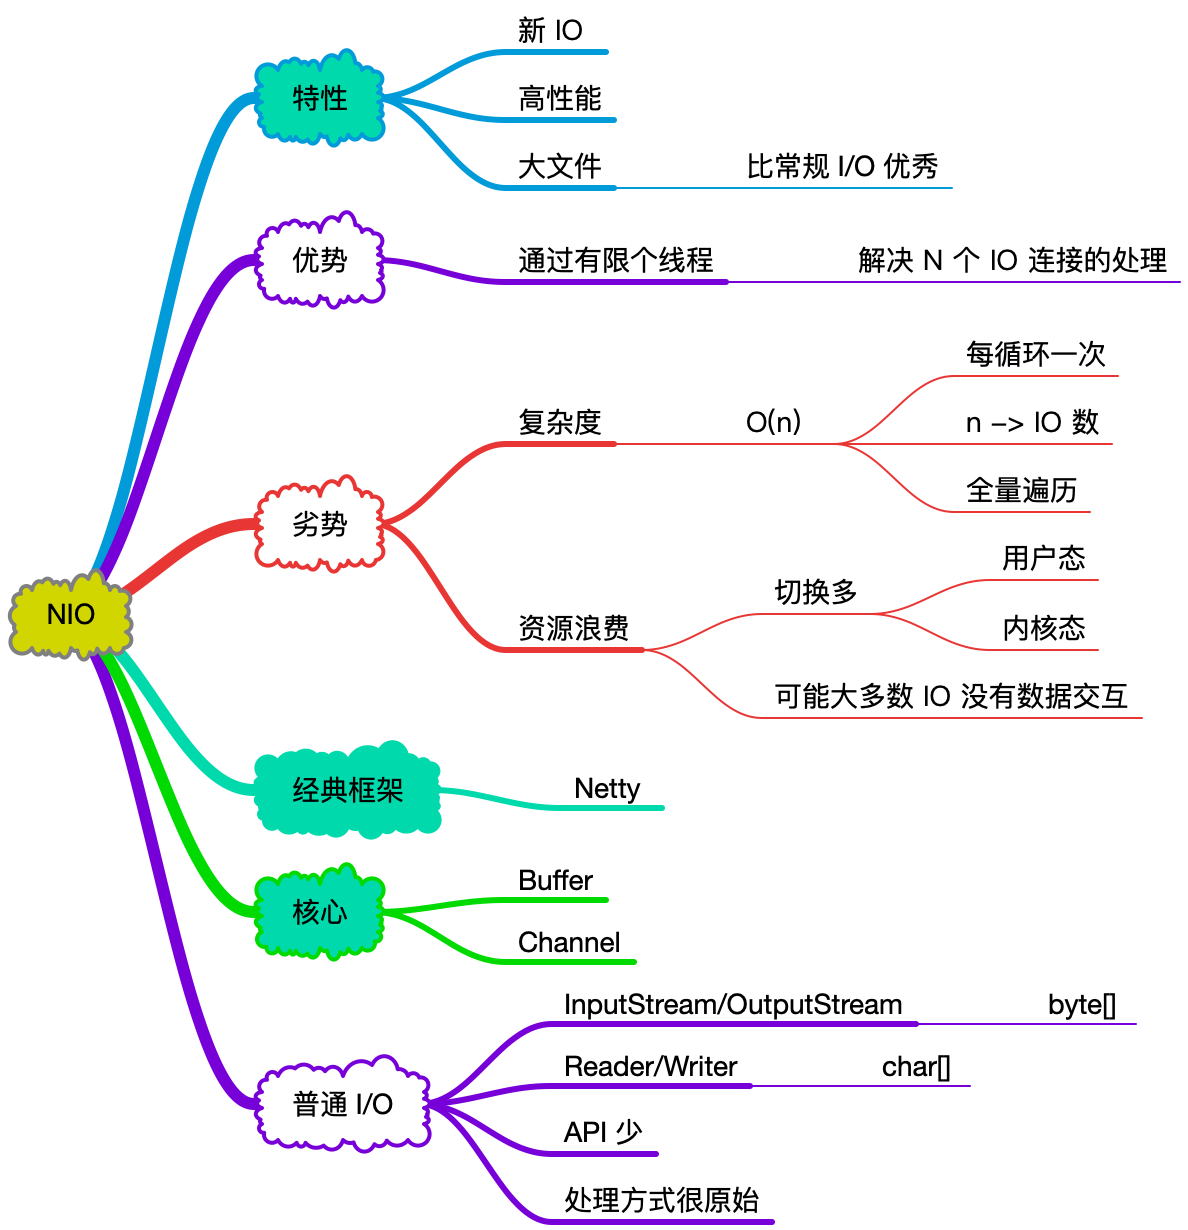 NIO
特性
新 IO
高性能
大文件
比常规 I/O 优秀
优势
通过有限个线程
解决 N 个 IO 连接的处理
劣势
复杂度
O(n)
每循环一次
n -> IO 数
全量遍历
资源浪费
切换多
用户态
内核态
可能大多数 IO 没有数据交互
经典框架
Netty
核心
Buffer
Channel
普通 I/O
InputStream/OutputStream
byte[]
Reader/Writer
char[]
API 少
处理方式很原始